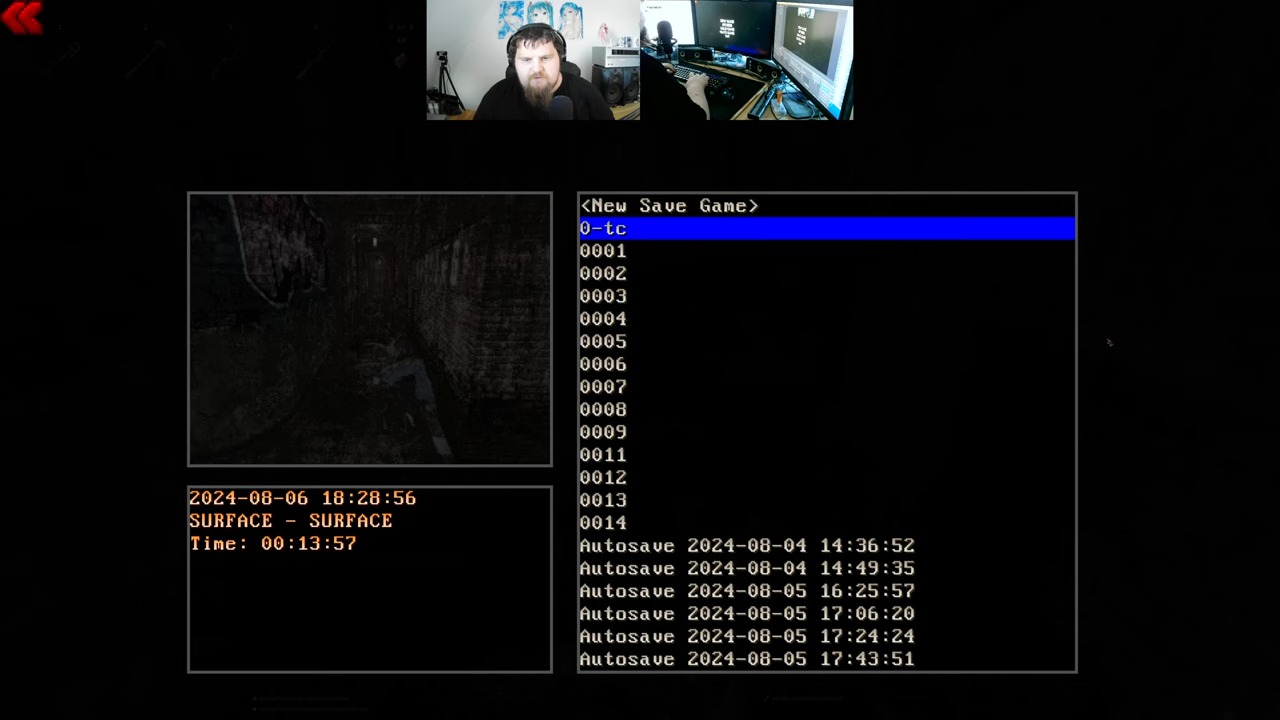 <New Save Game>
0-tc
0001
0002
0003
0004
0005
0006
0007
0008
0009
0011
0012
0013
0014
Autosave 2024-08-04 14:36:52
Autosave 2024-08-04 14:49:35
Autosave 2024-08-05 16:25:57
Autosave 2024-08-05 17:06:20
Autosave 2024-08-05 17:24:24
Autosave 2024-08-05 17:43:51
2024-08-06 18:28:56
SURFACE - SURFACE
Time: 00:13:57